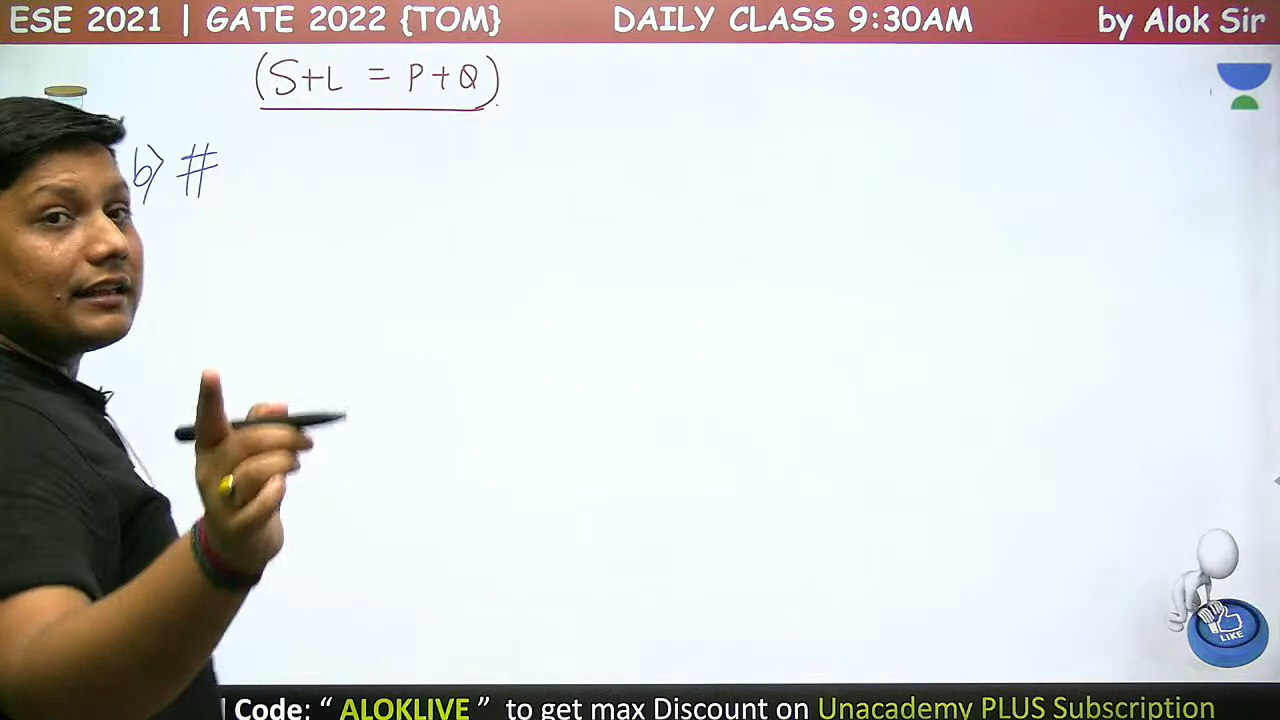 ESE 2021 | GATE 2022 {TOM} DAILY CLASS 9:30AM by Alok Sir
(S+L = P+Q)
b) #
LIKE
Code: “ ALOKLIVE ” to get max Discount on Unacademy PLUS Subscription